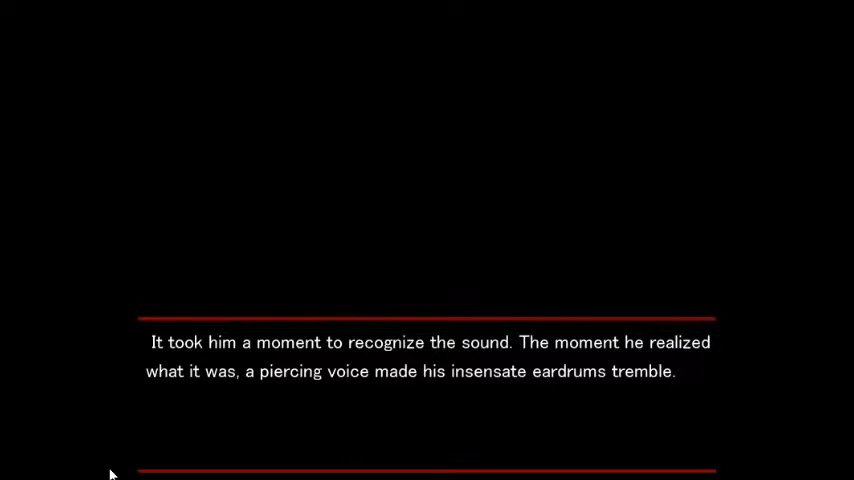 It took him a moment to recognize the sound. The moment he realized
what it was, a piercing voice made his insensate eardrums tremble.